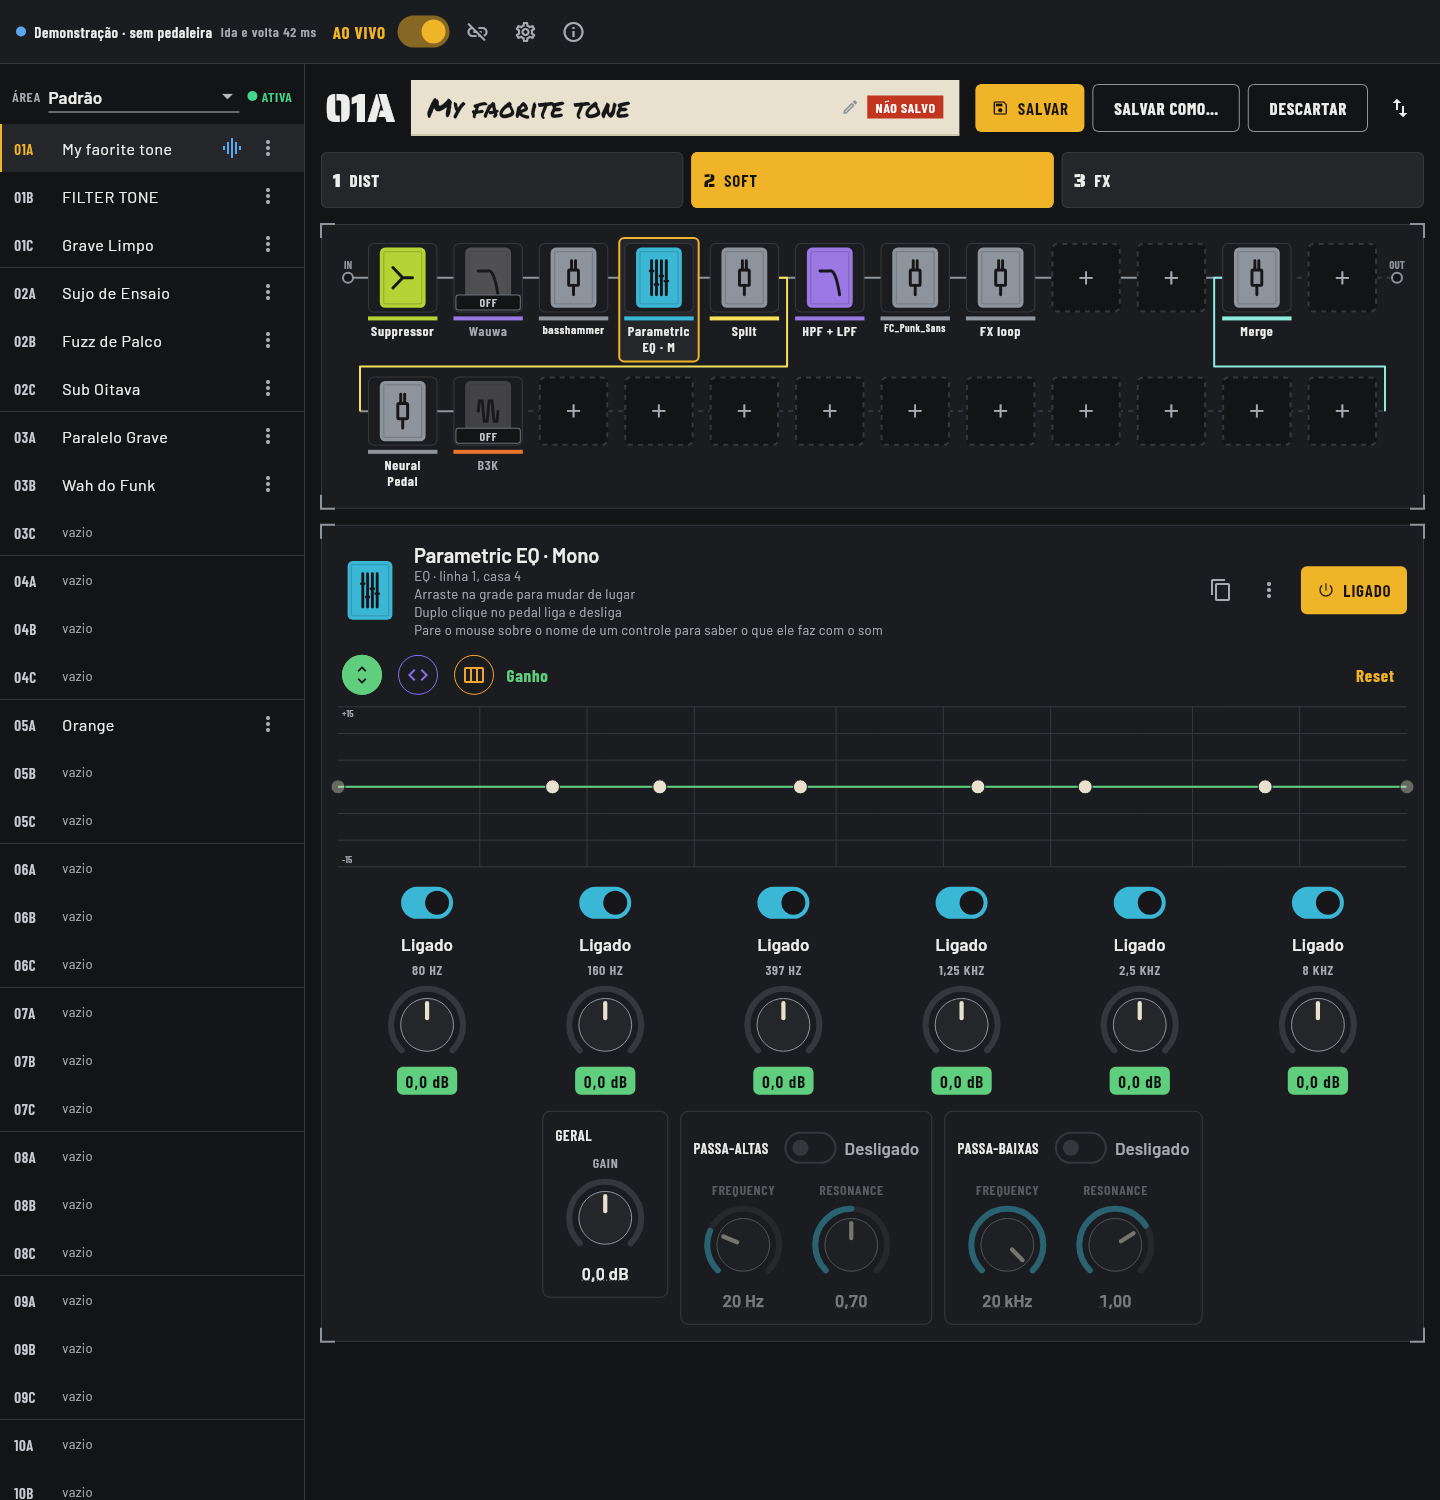 Demonstração · sem pedaleira Ida e volta 42 ms AO VIVO
ÁREA Padrão ATIVA
01A My faorite tone
01B FILTER TONE
01C Grave Limpo
02A Sujo de Ensaio
02B Fuzz de Palco
02C Sub Oitava
03A Paralelo Grave
03B Wah do Funk
03C vazio
04A vazio
04B vazio
04C vazio
05A Orange
05B vazio
05C vazio
06A vazio
06B vazio
06C vazio
07A vazio
07B vazio
07C vazio
08A vazio
08B vazio
08C vazio
09A vazio
09B vazio
09C vazio
10A vazio
10B vazio
01A My faorite tone NÃO SALVO SALVAR SALVAR COMO... DESCARTAR
1 DIST 2 SOFT 3 FX
IN OUT
OFF
Suppressor Wauwa basshammer Parametric EQ · M Split HPF + LPF FC_Punk_Sans FX loop Merge
OFF
Neural Pedal B3K
Parametric EQ · Mono
EQ · linha 1, casa 4
Arraste na grade para mudar de lugar
Duplo clique no pedal liga e desliga
Pare o mouse sobre o nome de um controle para saber o que ele faz com o som
LIGADO
Ganho Reset
+15
-15
Ligado Ligado Ligado Ligado Ligado Ligado
80 HZ 160 HZ 397 HZ 1,25 KHZ 2,5 KHZ 8 KHZ
0,0 dB 0,0 dB 0,0 dB 0,0 dB 0,0 dB 0,0 dB
GERAL
GAIN
0,0 dB
PASSA-ALTAS Desligado
FREQUENCY RESONANCE
20 Hz 0,70
PASSA-BAIXAS Desligado
FREQUENCY RESONANCE
20 kHz 1,00